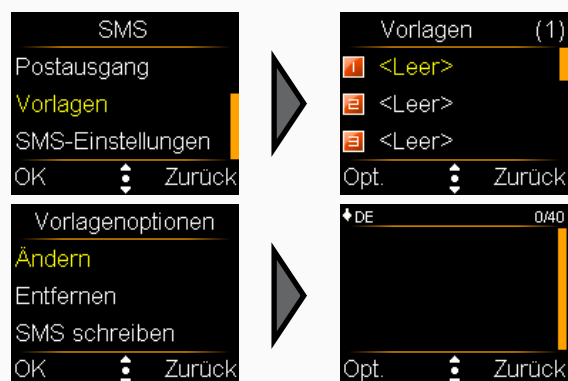 SMS
Postausgang
Vorlagen
SMS-Einstellungen
OK Zurück
Vorlagen (1)
1 <Leer>
2 <Leer>
3 <Leer>
Opt. Zurück
Vorlagenoptionen
Ändern
Entfernen
SMS schreiben
OK Zurück
DE 0/40
Opt. Zurück